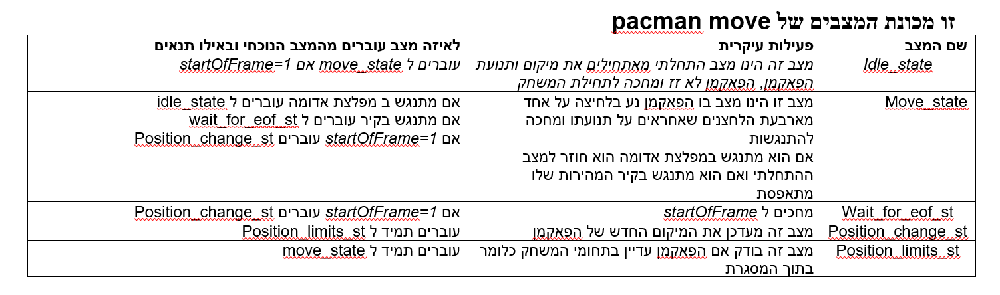 זו מכונת המצבים של pacman move
שם המצב
פעילות עיקרית
לאיזה מצב עוברים מהמצב הנוכחי ובאילו תנאים
Idle_state
מצב זה הינו מצב התחלתי מאתחילים את מיקום ותנועת
הפאקמן, הפאקמן לא זז ומחכה לתחילת המשחק
עוברים ל move_state אם startOfFrame=1
Move_state
מצב זו הינו מצב בו הפאקמן נע בלחיצה על אחד
מארבעת הלחצנים שאחראים על תנועתו ומחכה
להתנגשות
אם הוא מתנגש במפלצת אדומה הוא חוזר למצב
ההתחלתי ואם הוא מתנגש בקיר המהירות שלו
מתאפסת
אם מתנגש ב מפלצת אדומה עוברים ל idle_state
אם מתנגש בקיר עוברים ל wait_for_eof_st
אם startOfFrame=1 עוברים Position_change_st
Wait_for_eof_st
מחכים ל startOfFrame
אם startOfFrame=1 עוברים Position_change_st
Position_change_st
מצב זה מעדכן את המיקום החדש של הפאקמן
עוברים תמיד ל Position_limits_st
Position_limits_st
מצב זה בודק אם הפאקמן עדיין בתחומי המשחק כלומר
בתוך המסגרת
עוברים תמיד ל move_state